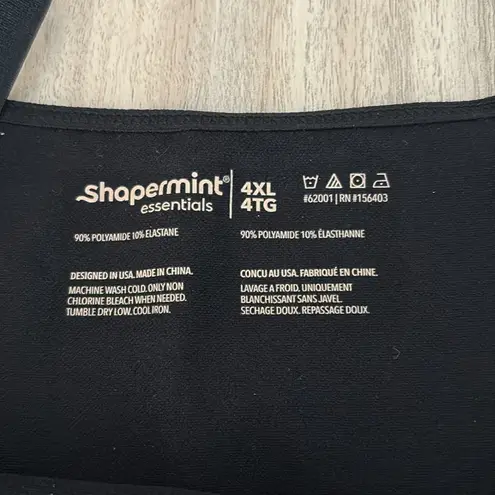 Shapermint®
essentials
4XL
4TG
#62001 | RN #156403
90% POLYAMIDE 10% ELASTANE
90% POLYAMIDE 10% ÉLASTHANNE
DESIGNED IN USA. MADE IN CHINA.
MACHINE WASH COLD. ONLY NON
CHLORINE BLEACH WHEN NEEDED.
TUMBLE DRY LOW. COOL IRON.
CONCU AU USA. FABRIQUÉ EN CHINE.
LAVAGE A FROID. UNIQUEMENT
BLANCHISSANT SANS JAVEL.
SECHAGE DOUX. REPASSAGE DOUX.